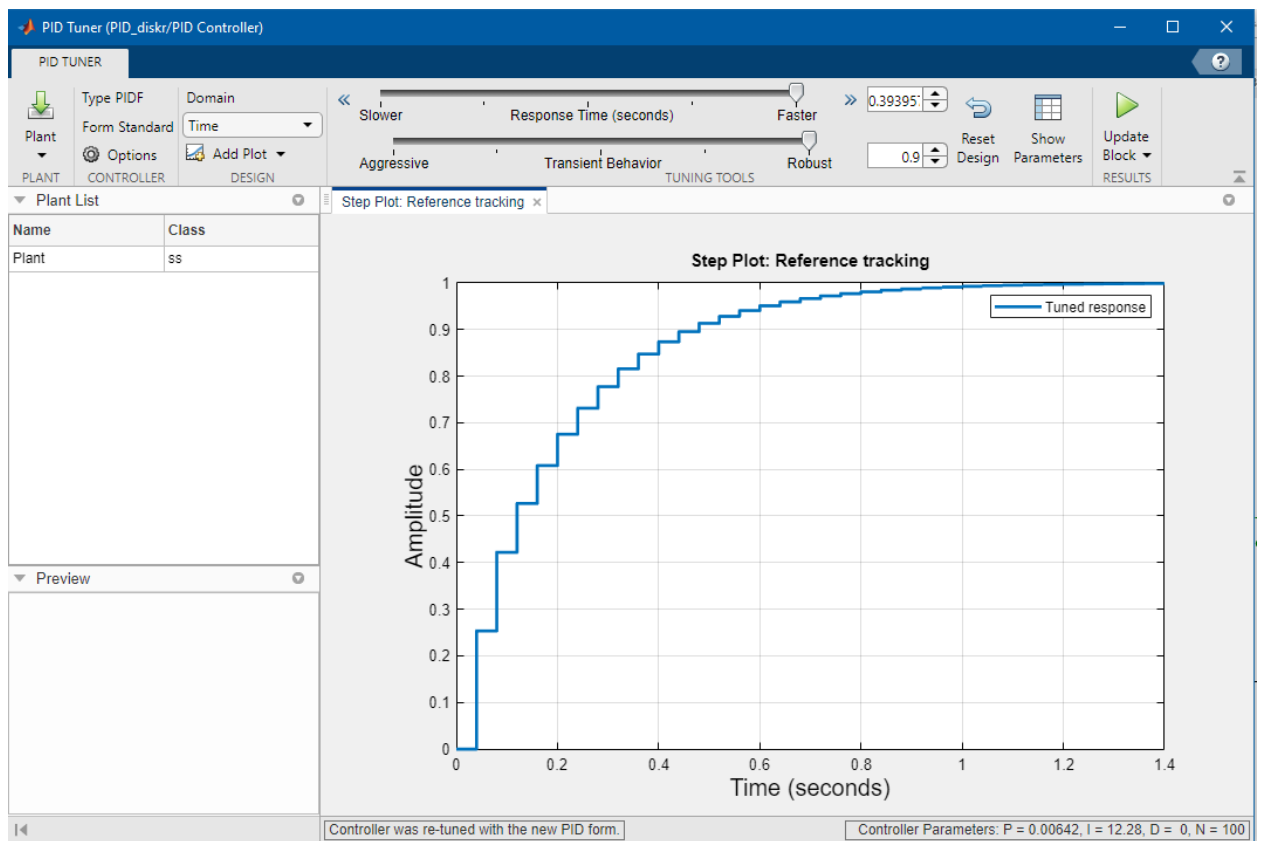 PID Tuner (PID_diskr/PID Controller)
PID TUNER
?
Plant
Type PIDF
Form Standard
Options
Domain
Time
Add Plot
Slower Response Time (seconds) Faster
0.39395
Aggressive Transient Behavior Robust
0.9
Reset Design
Show Parameters
Update Block
PLANT CONTROLLER DESIGN TUNING TOOLS RESULTS
Plant List
Step Plot: Reference tracking ×
Name Class
Plant ss
Preview
Step Plot: Reference tracking
Tuned response
1
0.9
0.8
0.7
0.6
0.5
0.4
0.3
0.2
0.1
0
Amplitude
0 0.2 0.4 0.6 0.8 1 1.2 1.4
Time (seconds)
Controller was re-tuned with the new PID form.
Controller Parameters: P = 0.00642, I = 12.28, D = 0, N = 100